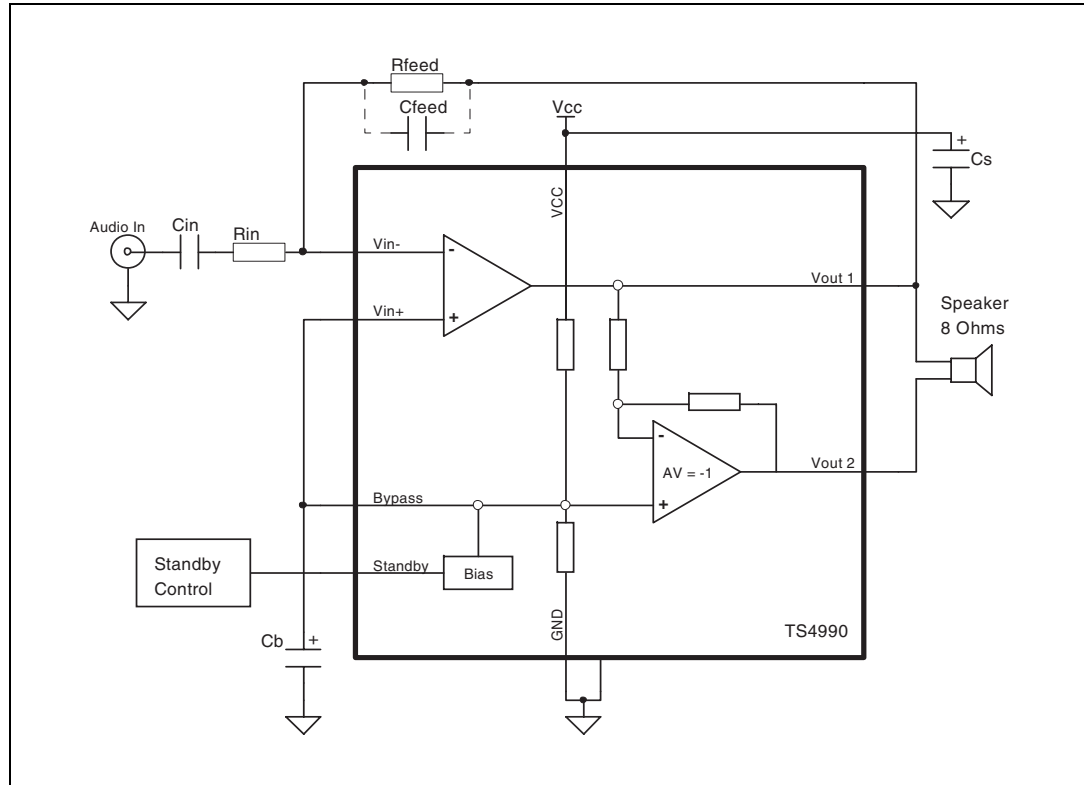 Rfeed
Cfeed
Vcc
+
Cs
VCC
Audio In
Cin
Rin
Vin-
-
Vout 1
Vin+
+
Speaker
8 Ohms
-
AV = -1
Vout 2
Bypass
+
Standby
Control
Standby
Bias
GND
TS4990
Cb
+